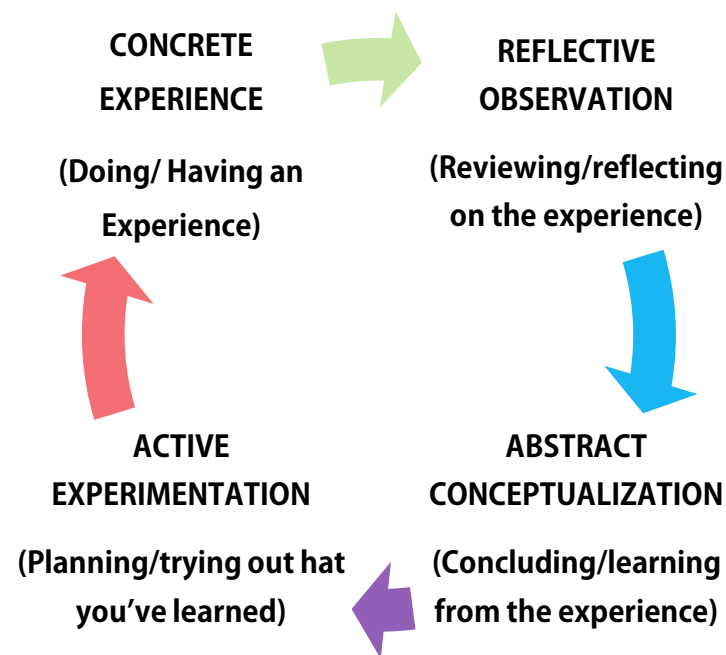 CONCRETE
EXPERIENCE
(Doing/ Having an
Experience)
REFLECTIVE
OBSERVATION
(Reviewing/reflecting
on the experience)
ABSTRACT
CONCEPTUALIZATION
(Concluding/learning
from the experience)
ACTIVE
EXPERIMENTATION
(Planning/trying out hat
you’ve learned)